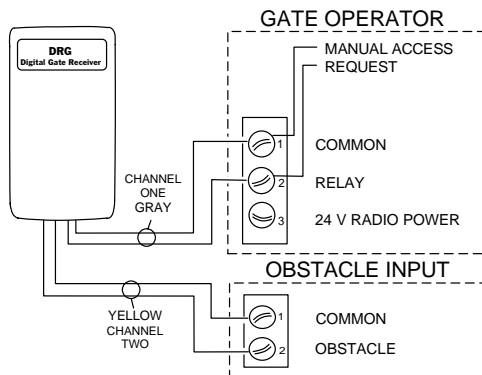 GATE OPERATOR
DRG
Digital Gate Receiver
MANUAL ACCESS
REQUEST
1
COMMON
CHANNEL
ONE
GRAY
2
RELAY
3
24 V RADIO POWER
OBSTACLE INPUT
YELLOW
CHANNEL
TWO
1
COMMON
2
OBSTACLE